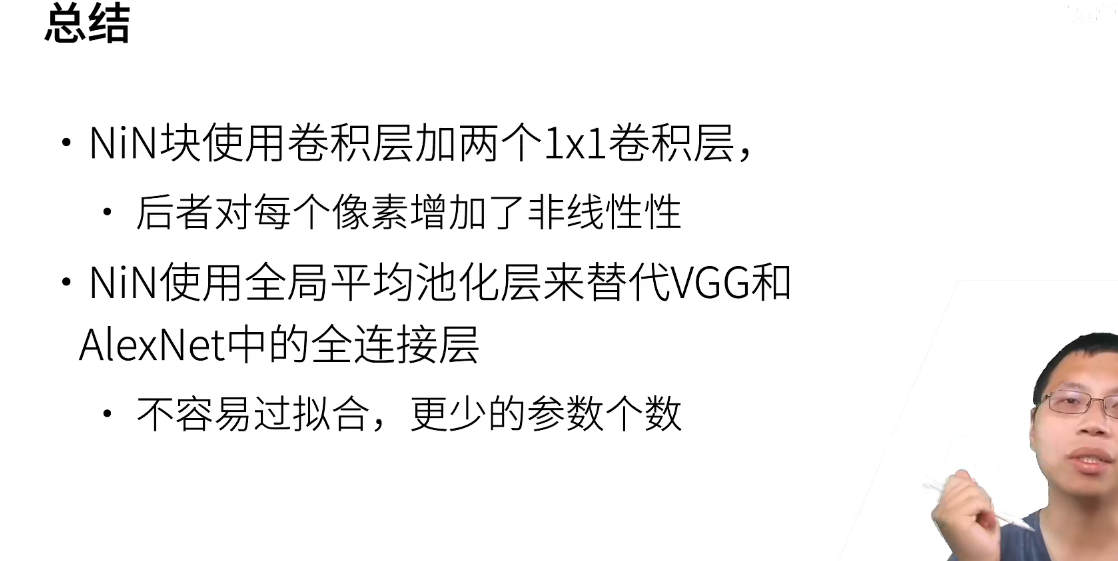 总结
• NiN块使用卷积层加两个1x1卷积层，
• 后者对每个像素增加了非线性性
• NiN使用全局平均池化层来替代VGG和
AlexNet中的全连接层
• 不容易过拟合，更少的参数个数